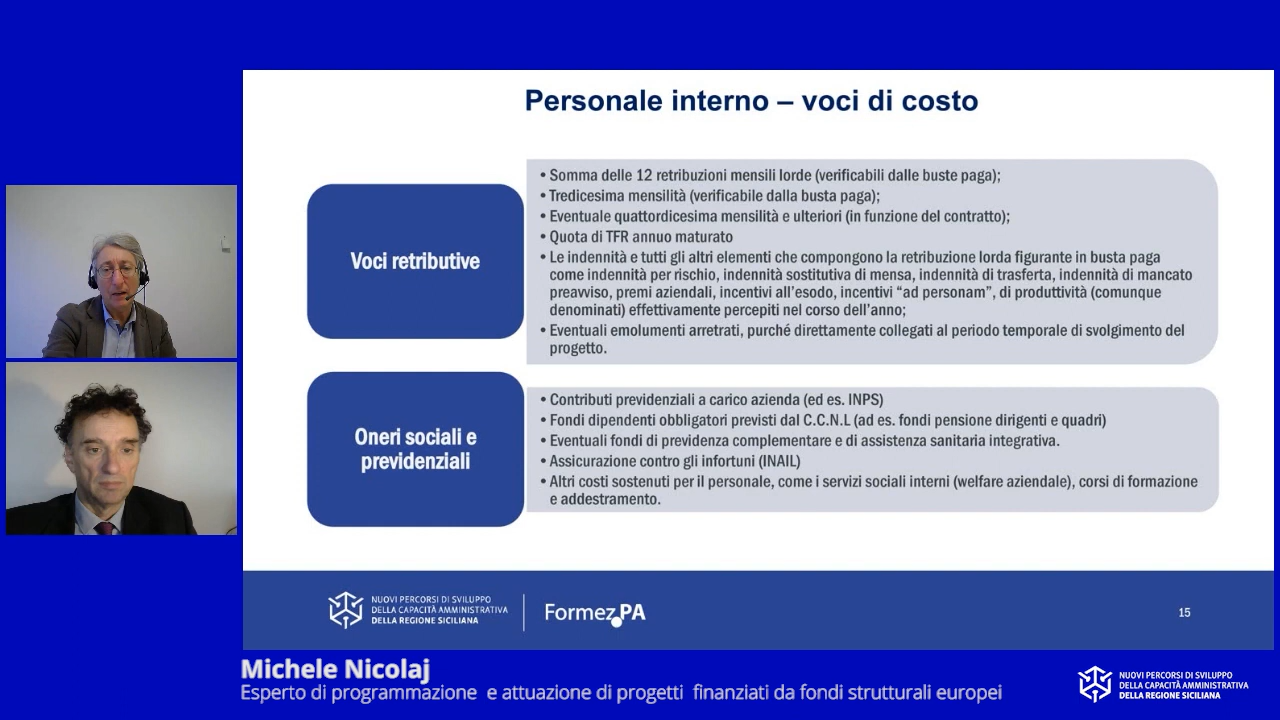 Personale interno – voci di costo
Voci retributive
• Somma delle 12 retribuzioni mensili lorde (verificabili dalle buste paga);
• Tredicesima mensilità (verificabile dalla busta paga);
• Eventuale quattordicesima mensilità e ulteriori (in funzione del contratto);
• Quota di TFR annuo maturato
• Le indennità e tutti gli altri elementi che compongono la retribuzione lorda figurante in busta paga
come indennità per rischio, indennità sostitutiva di mensa, indennità di trasferta, indennità di mancato
preavviso, premi aziendali, incentivi all’esodo, incentivi “ad personam”, di produttività (comunque
denominati) effettivamente percepiti nel corso dell’anno;
• Eventuali emolumenti arretrati, purché direttamente collegati al periodo temporale di svolgimento del
progetto.
Oneri sociali e
previdenziali
• Contributi previdenziali a carico azienda (ed es. INPS)
• Fondi dipendenti obbligatori previsti dal C.C.N.L (ad es. fondi pensione dirigenti e quadri)
• Eventuali fondi di previdenza complementare e di assistenza sanitaria integrativa.
• Assicurazione contro gli infortuni (INAIL)
• Altri costi sostenuti per il personale, come i servizi sociali interni (welfare aziendale), corsi di formazione
e addestramento.
NUOVI PERCORSI DI SVILUPPO
DELLA CAPACITÀ AMMINISTRATIVA
DELLA REGIONE SICILIANA
Formez PA
15
Michele Nicolaj
Esperto di programmazione e attuazione di progetti finanziati da fondi strutturali europei
NUOVI PERCORSI DI SVILUPPO
DELLA CAPACITÀ AMMINISTRATIVA
DELLA REGIONE SICILIANA